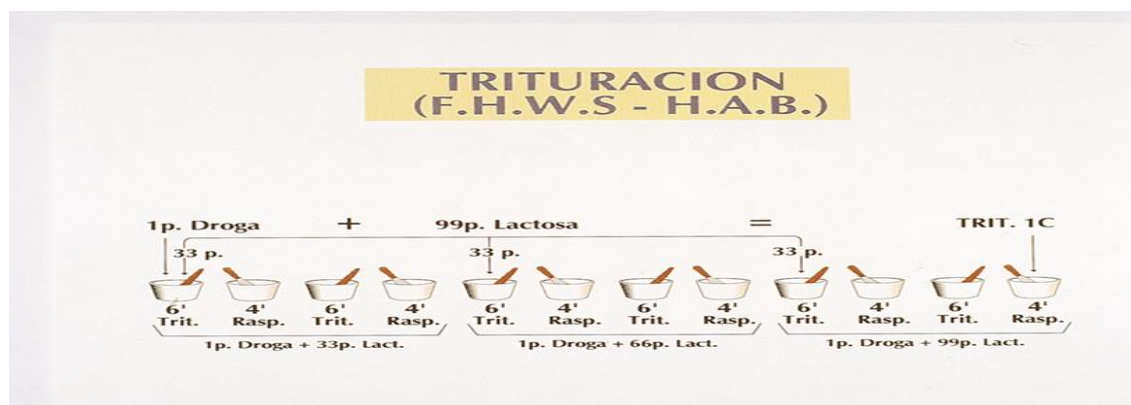 TRITURACION
(F.H.W.S - H.A.B.)
1p. Droga + 99p. Lactosa = TRIT. 1C
33 p. 33 p. 33 p.
6' 4' 6' 4' 6' 4' 6' 4' 6' 4' 6' 4'
Trit. Rasp. Trit. Rasp. Trit. Rasp. Trit. Rasp. Trit. Rasp. Trit. Rasp.
1p. Droga + 33p. Lact. 1p. Droga + 66p. Lact. 1p. Droga + 99p. Lact.